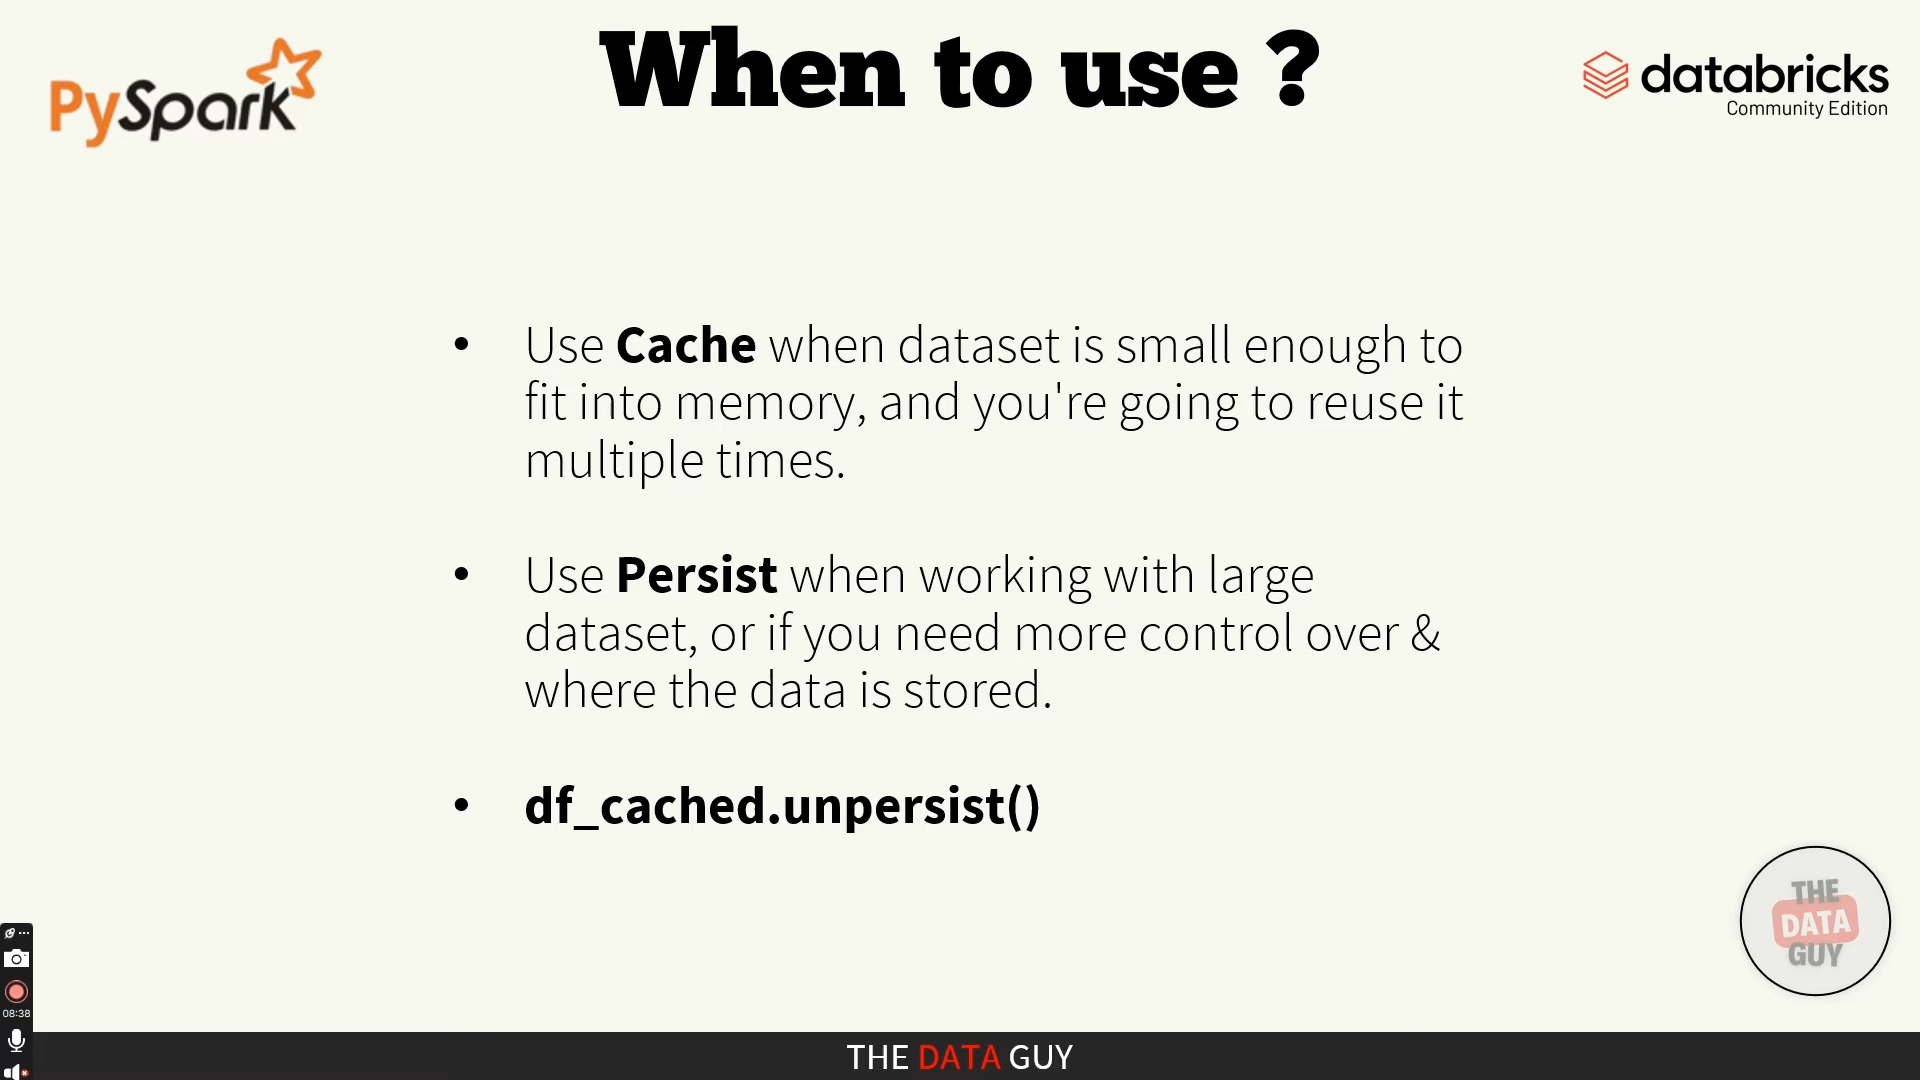 PySpark
When to use ?
databricks
Community Edition
• Use Cache when dataset is small enough to
fit into memory, and you're going to reuse it
multiple times.
• Use Persist when working with large
dataset, or if you need more control over &
where the data is stored.
• df_cached.unpersist()
THE
DATA
GUY
08:38
THE DATA GUY